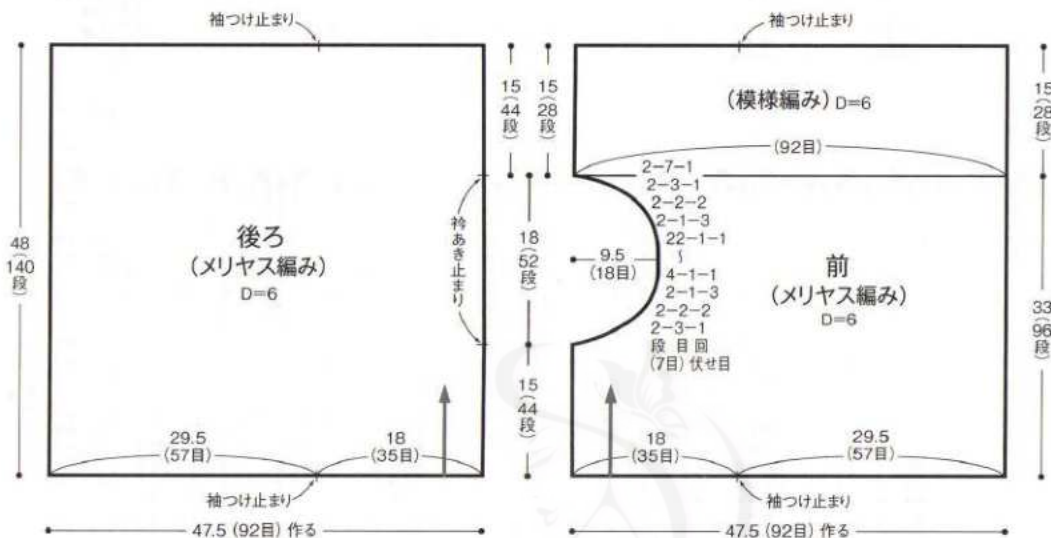 袖つけ止まり
後ろ
(メリヤス編み)
D=6
48
(140
段)
29.5
(57目)
18
(35目)
袖つけ止まり
47.5 (92目) 作る
15
(44
段)
衿あき止まり
18
(52
段)
15
(44
段)
袖つけ止まり
15
(28
段)
(模様編み) D=6
(92目)
2-7-1
2-3-1
2-2-2
2-1-3
22-1-1
〜
4-1-1
2-1-3
2-2-2
2-3-1
段 目 回
(7目) 伏せ目
9.5
(18目)
前
(メリヤス編み)
D=6
15
(28
段)
33
(96
段)
18
(35目)
29.5
(57目)
袖つけ止まり
47.5 (92目) 作る